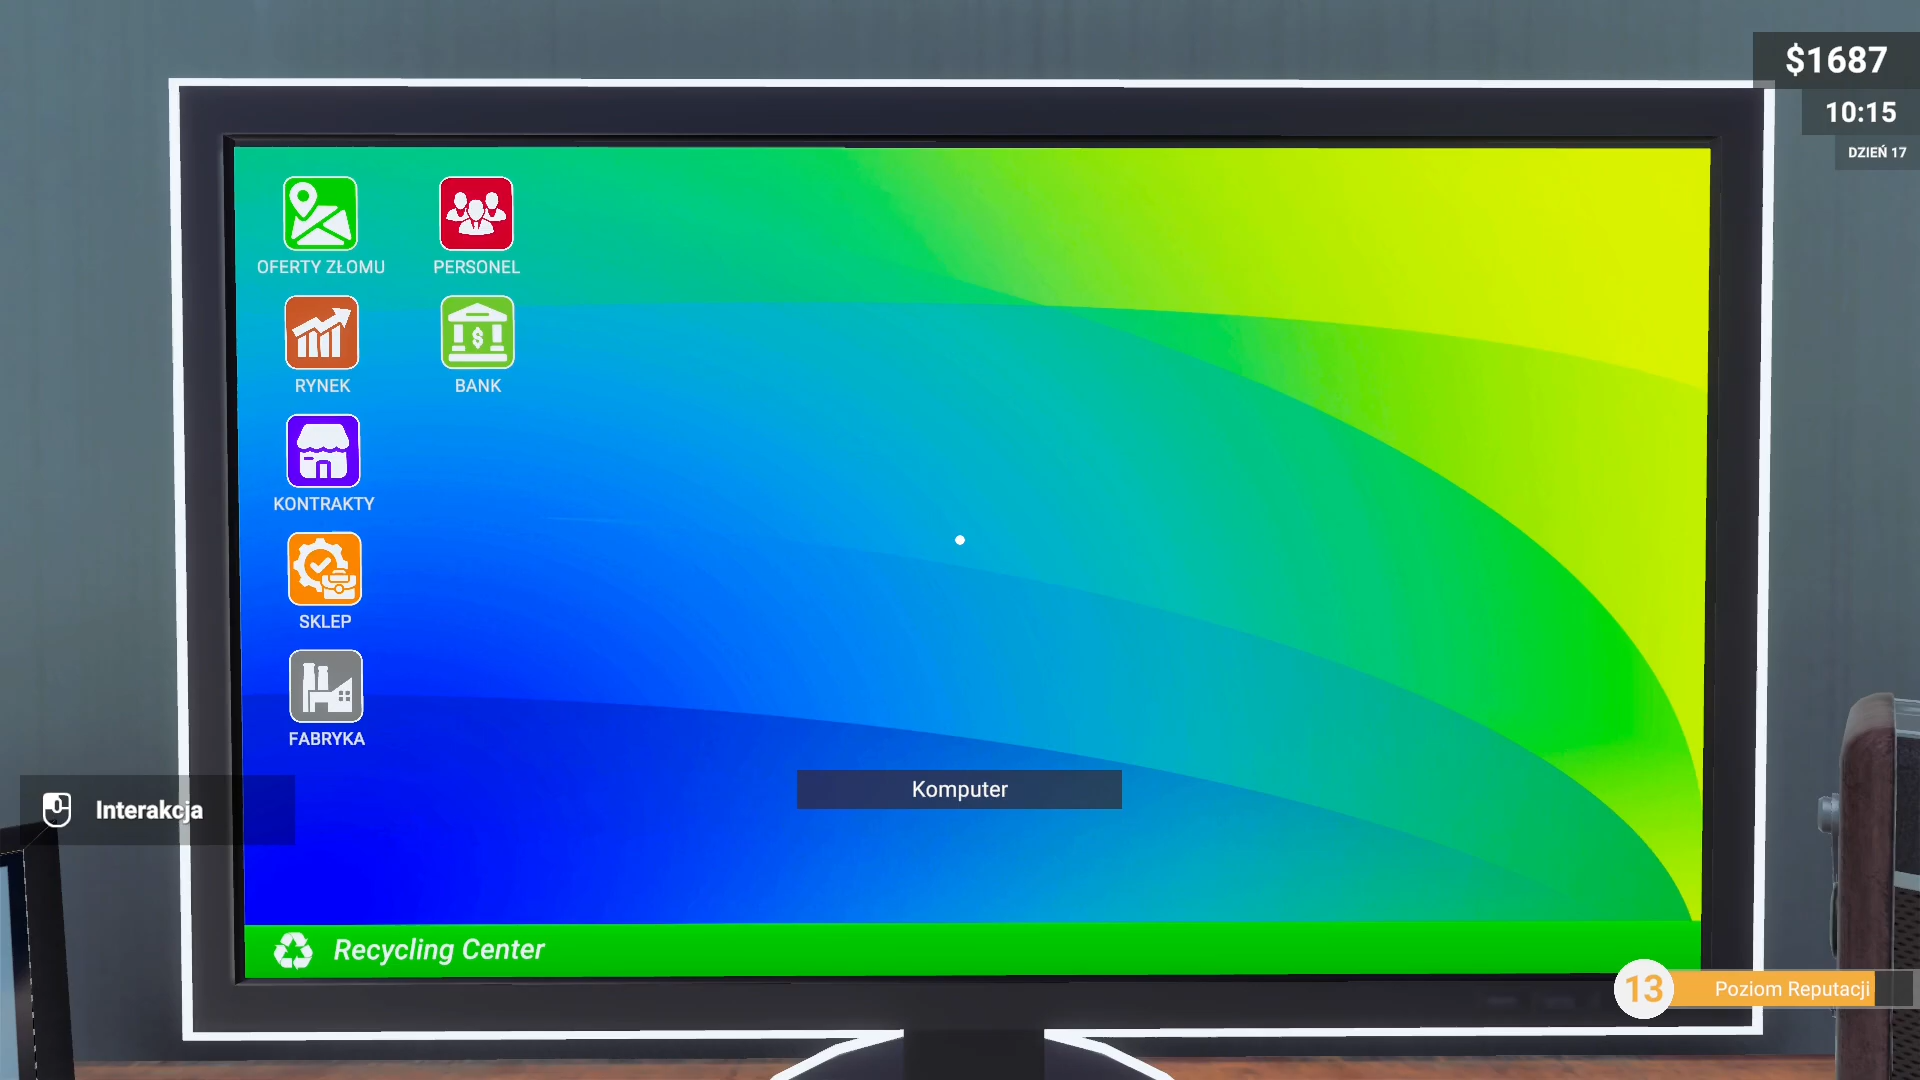 $1687
10:15
DZIEŃ 17
OFERTY ZŁOMU
PERSONEL
RYNEK
BANK
KONTRAKTY
SKLEP
FABRYKA
Komputer
Interakcja
Recycling Center
13
Poziom Reputacji